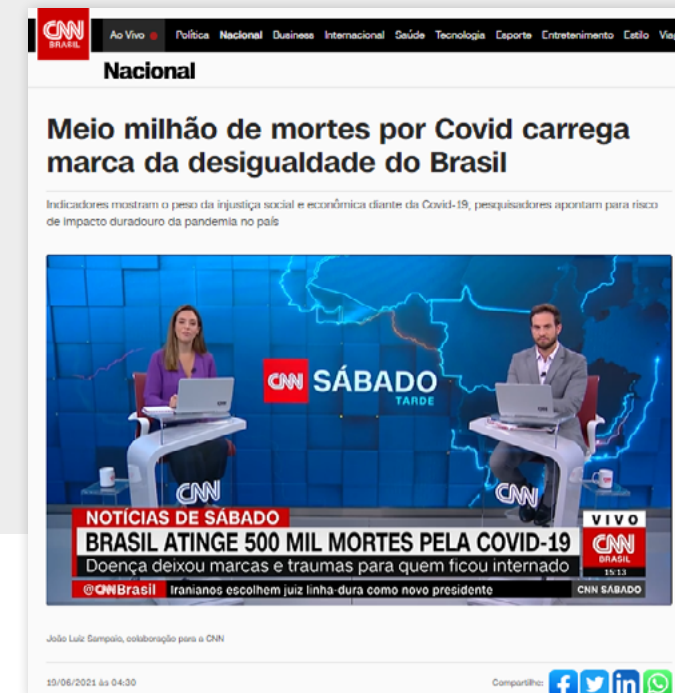 CNN
BRASIL
Ao Vivo
Política Nacional Business Internacional Saúde Tecnologia Esporte Entretenimento Estilo
Nacional
Meio milhão de mortes por Covid carrega
marca da desigualdade do Brasil
Indicadores mostram o peso da injustiça social e econômica diante da Covid-19; pesquisadores apontam para risco
de impacto duradouro da pandemia no país
CNN SÁBADO
TARDE
CNN
CNN
NOTÍCIAS DE SÁBADO
VIVO
BRASIL ATINGE 500 MIL MORTES PELA COVID-19
CNN
BRASIL
Doença deixou marcas e traumas para quem ficou internado
15:13
@CNNBrasil Iranianos escolhem juiz linha-dura como novo presidente
CNN SÁBADO
João Luiz Sampaio, colaboração para a CNN
19/06/2021 às 04:30
Compartilhe: